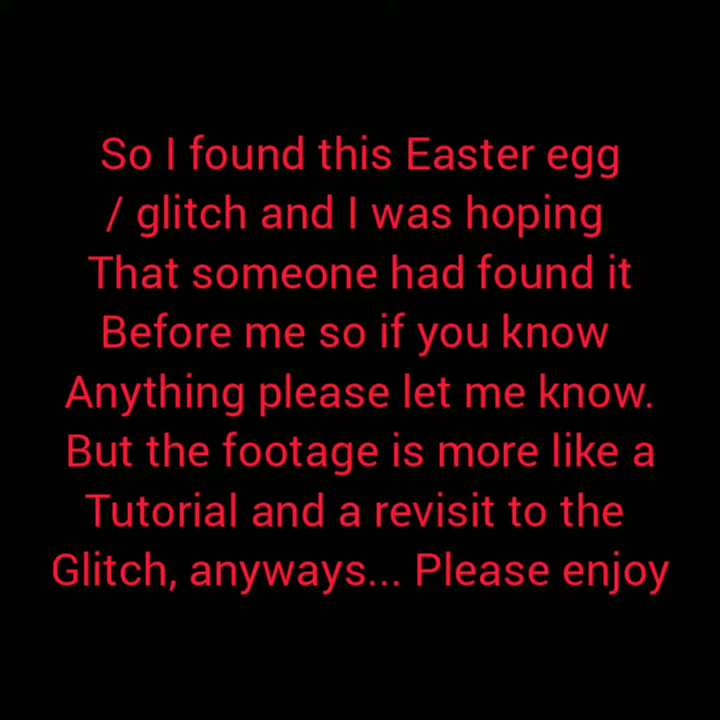 So I found this Easter egg
/ glitch and I was hoping
That someone had found it
Before me so if you know
Anything please let me know.
But the footage is more like a
Tutorial and a revisit to the
Glitch, anyways... Please enjoy